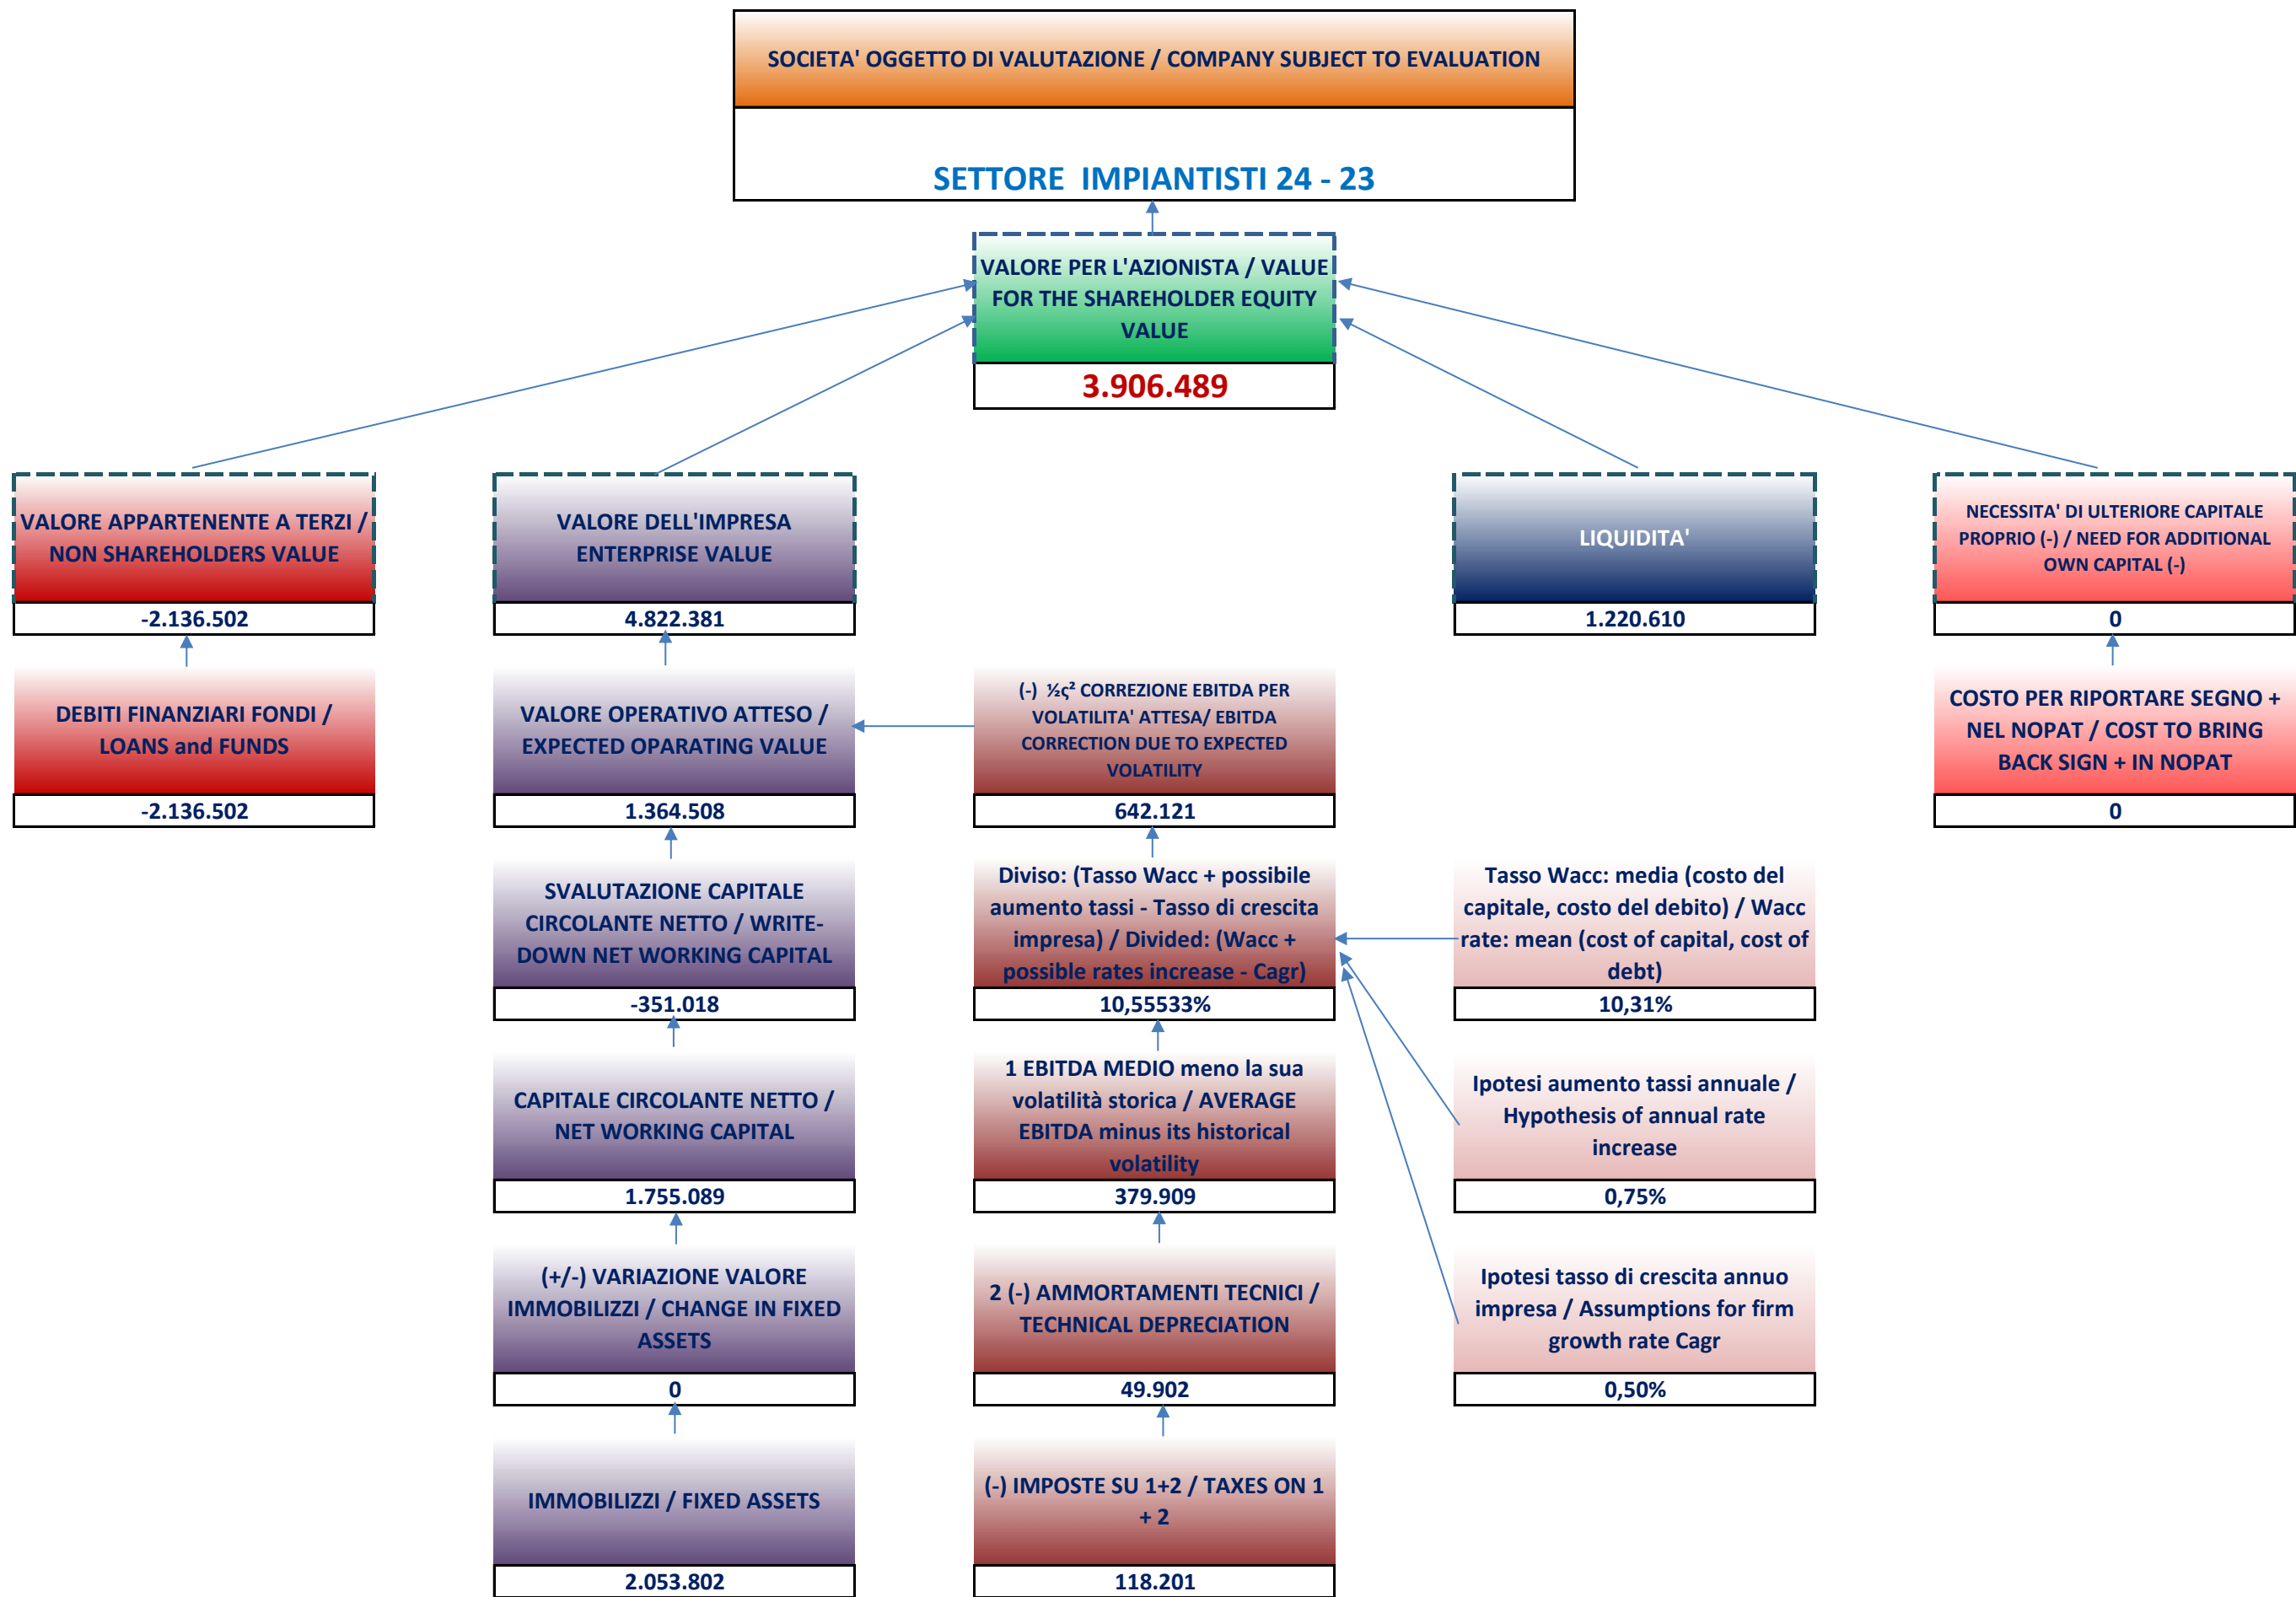 SOCIETA' OGGETTO DI VALUTAZIONE / COMPANY SUBJECT TO EVALUATION
SETTORE IMPIANTISTI 24 - 23
VALORE PER L'AZIONISTA / VALUE
FOR THE SHAREHOLDER EQUITY
VALUE
3.906.489
VALORE APPARTENENTE A TERZI /
NON SHAREHOLDERS VALUE
-2.136.502
VALORE DELL'IMPRESA
ENTERPRISE VALUE
4.822.381
LIQUIDITA'
1.220.610
NECESSITA' DI ULTERIORE CAPITALE
PROPRIO (-) / NEED FOR ADDITIONAL
OWN CAPITAL (-)
0
DEBITI FINANZIARI FONDI /
LOANS and FUNDS
-2.136.502
VALORE OPERATIVO ATTESO /
EXPECTED OPARATING VALUE
1.364.508
(-) ½ς² CORREZIONE EBITDA PER
VOLATILITA' ATTESA/ EBITDA
CORRECTION DUE TO EXPECTED
VOLATILITY
642.121
COSTO PER RIPORTARE SEGNO +
NEL NOPAT / COST TO BRING
BACK SIGN + IN NOPAT
0
SVALUTAZIONE CAPITALE
CIRCOLANTE NETTO / WRITE-
DOWN NET WORKING CAPITAL
-351.018
Diviso: (Tasso Wacc + possibile
aumento tassi - Tasso di crescita
impresa) / Divided: (Wacc +
possible rates increase - Cagr)
10,55533%
Tasso Wacc: media (costo del
capitale, costo del debito) / Wacc
rate: mean (cost of capital, cost of
debt)
10,31%
CAPITALE CIRCOLANTE NETTO /
NET WORKING CAPITAL
1.755.089
1 EBITDA MEDIO meno la sua
volatilità storica / AVERAGE
EBITDA minus its historical
volatility
379.909
Ipotesi aumento tassi annuale /
Hypothesis of annual rate
increase
0,75%
(+/-) VARIAZIONE VALORE
IMMOBILIZZI / CHANGE IN FIXED
ASSETS
0
2 (-) AMMORTAMENTI TECNICI /
TECHNICAL DEPRECIATION
49.902
Ipotesi tasso di crescita annuo
impresa / Assumptions for firm
growth rate Cagr
0,50%
IMMOBILIZZI / FIXED ASSETS
2.053.802
(-) IMPOSTE SU 1+2 / TAXES ON 1
+ 2
118.201